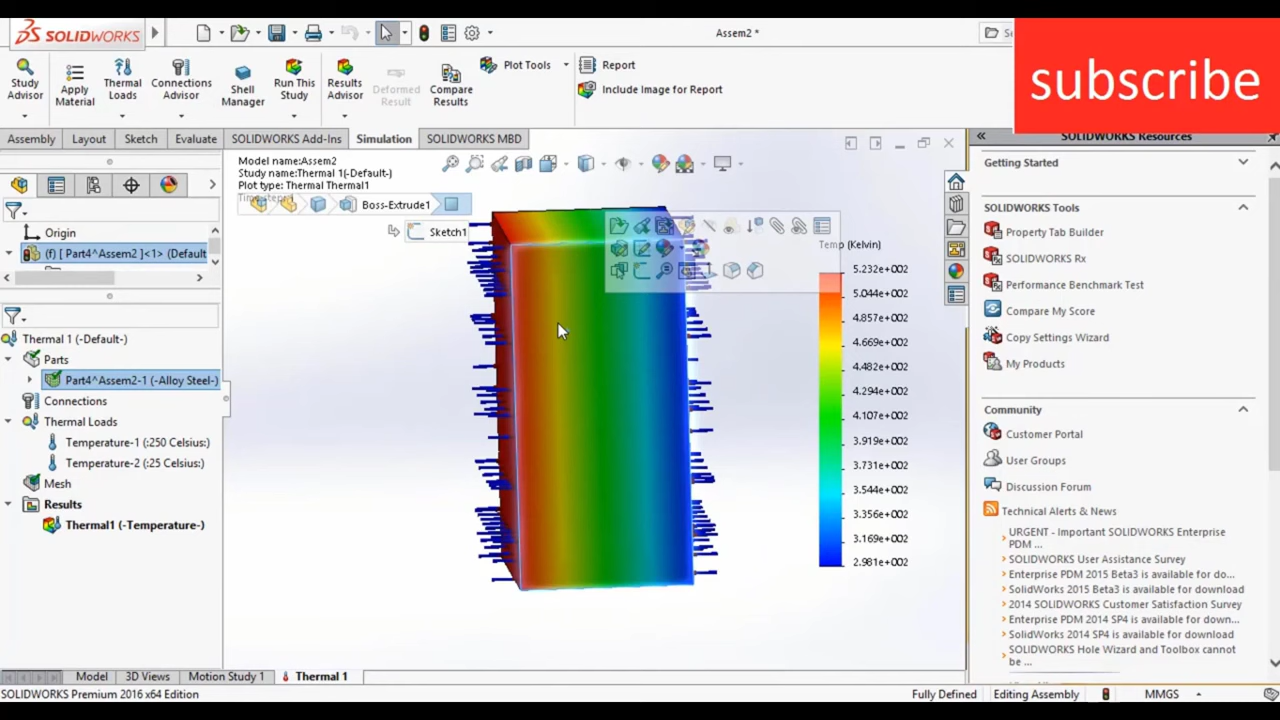 SOLIDWORKS
Assem2 *
subscribe
Study Advisor
Apply Material
Thermal Loads
Connections Advisor
Shell Manager
Run This Study
Results Advisor
Deformed Result
Compare Results
Plot Tools
Report
Include Image for Report
Assembly
Layout
Sketch
Evaluate
SOLIDWORKS Add-Ins
Simulation
SOLIDWORKS MBD
Model name:Assem2
Study name:Thermal 1(-Default-)
Plot type: Thermal Thermal1
Boss-Extrude1
Sketch1
Origin
(f) [ Part4^Assem2 ]<1> (Default
Thermal 1 (-Default-)
Parts
Part4^Assem2-1 (-Alloy Steel-)
Connections
Thermal Loads
Temperature-1 (:250 Celsius:)
Temperature-2 (:25 Celsius:)
Mesh
Results
Thermal1 (-Temperature-)
Temp (Kelvin)
5.232e+002
5.044e+002
4.857e+002
4.669e+002
4.482e+002
4.294e+002
4.107e+002
3.919e+002
3.731e+002
3.544e+002
3.356e+002
3.169e+002
2.981e+002
SOLIDWORKS Resources
Getting Started
SOLIDWORKS Tools
Property Tab Builder
SOLIDWORKS Rx
Performance Benchmark Test
Compare My Score
Copy Settings Wizard
My Products
Community
Customer Portal
User Groups
Discussion Forum
Technical Alerts & News
URGENT - Important SOLIDWORKS Enterprise
PDM ...
SOLIDWORKS User Assistance Survey
Enterprise PDM 2015 Beta3 is available for do...
SolidWorks 2015 Beta3 is available for download
2014 SOLIDWORKS Customer Satisfaction Survey
Enterprise PDM 2014 SP4 is available for down...
SolidWorks 2014 SP4 is available for download
SOLIDWORKS Hole Wizard and Toolbox cannot
be ...
Model
3D Views
Motion Study 1
Thermal 1
SOLIDWORKS Premium 2016 x64 Edition
Fully Defined
Editing Assembly
MMGS